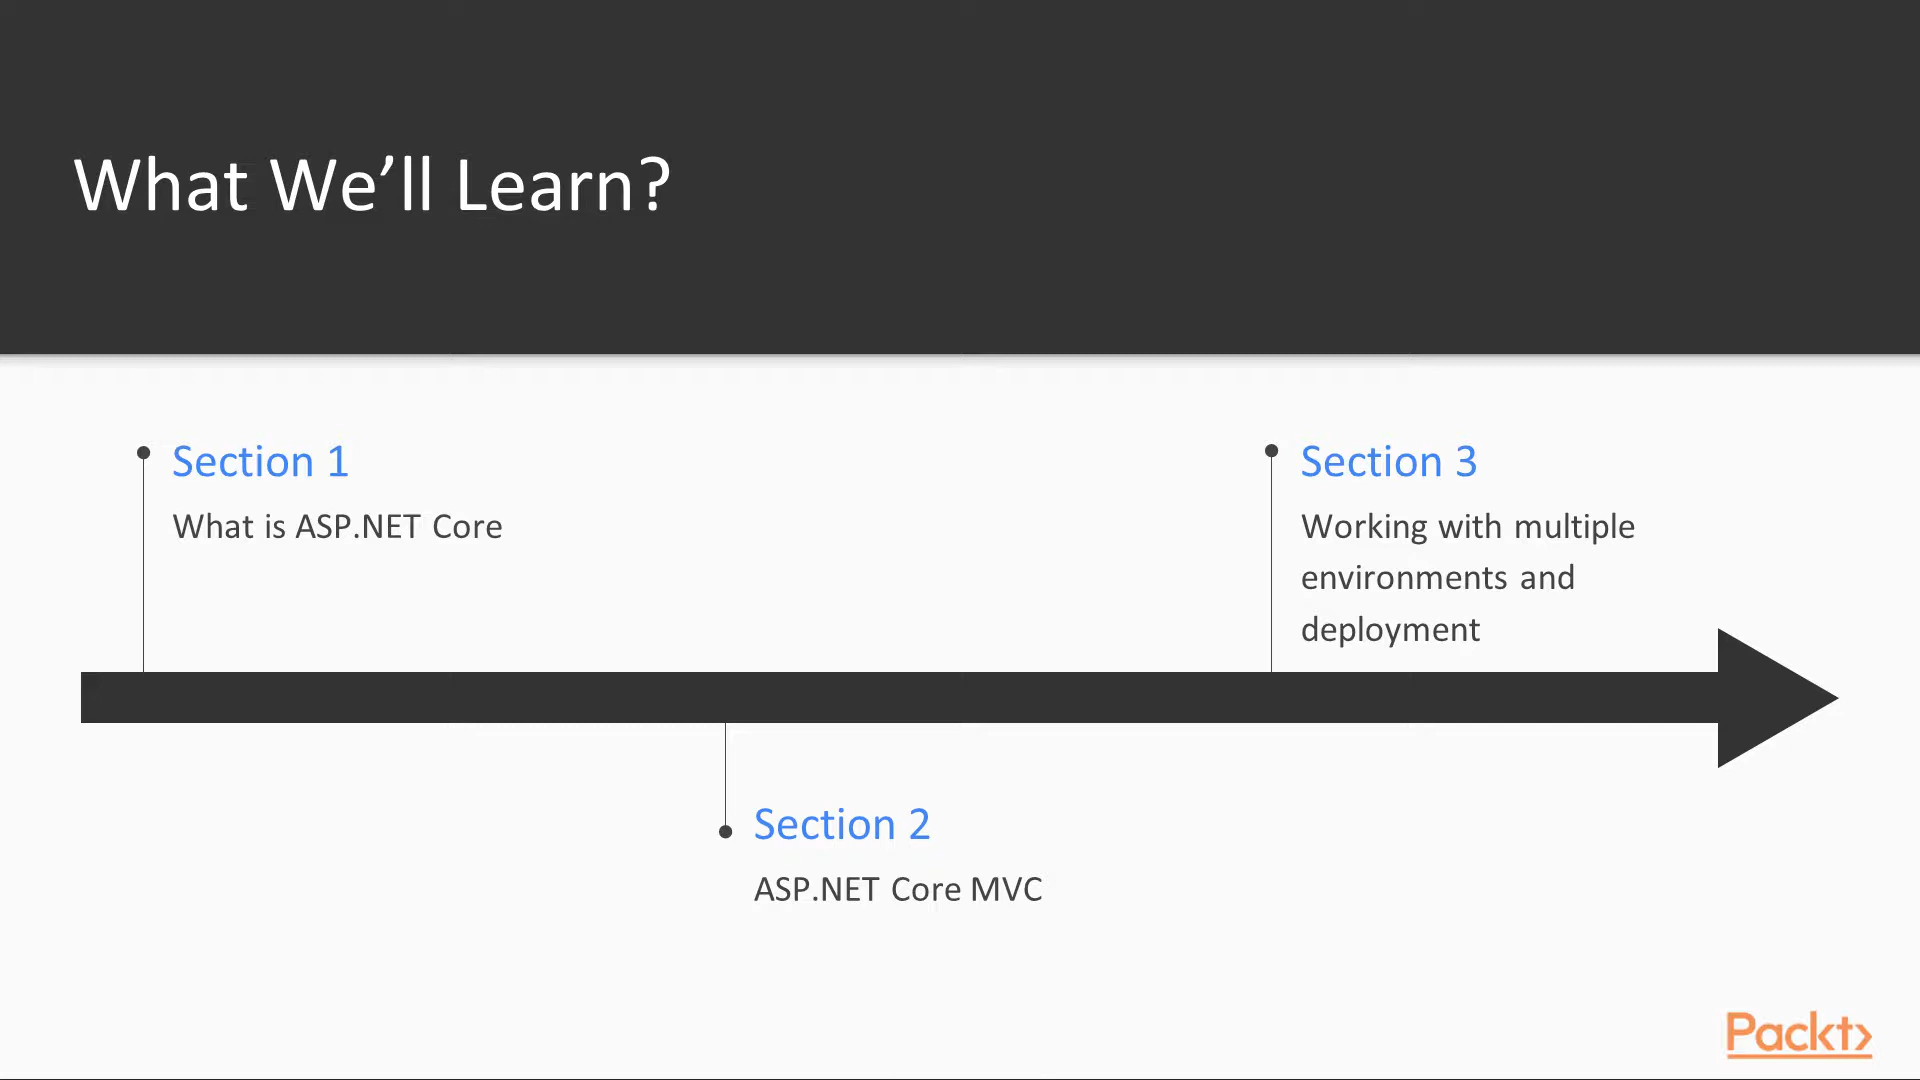 What We’ll Learn?
Section 1
What is ASP.NET Core
Section 3
Working with multiple
environments and
deployment
Section 2
ASP.NET Core MVC
Packt>